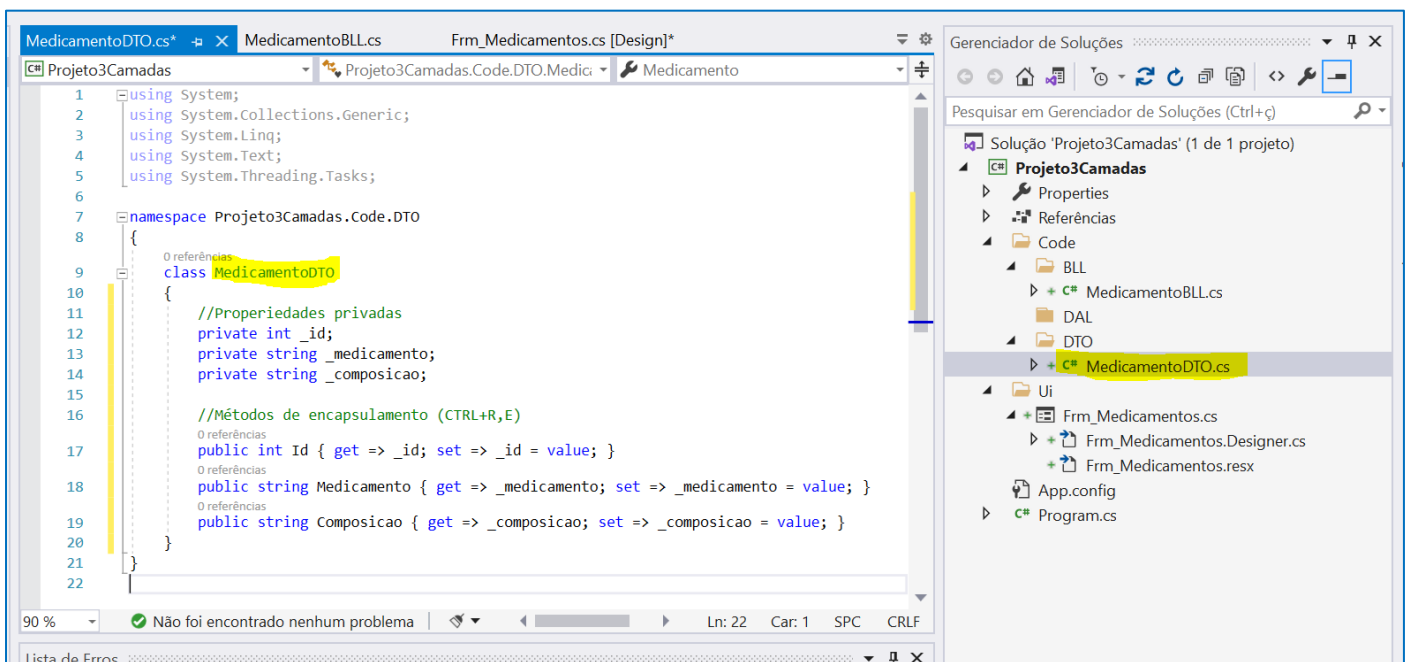 MedicamentoDTO.cs*
MedicamentoBLL.cs
Frm_Medicamentos.cs [Design]*
C# Projeto3Camadas
Projeto3Camadas.Code.DTO.Medic
Medicamento
1 using System;
2 using System.Collections.Generic;
3 using System.Linq;
4 using System.Text;
5 using System.Threading.Tasks;
6
7 namespace Projeto3Camadas.Code.DTO
8 {
0 referências
9 class MedicamentoDTO
10 {
11 //Properiedades privadas
12 private int _id;
13 private string _medicamento;
14 private string _composicao;
15
16 //Métodos de encapsulamento (CTRL+R,E)
0 referências
17 public int Id { get => _id; set => _id = value; }
0 referências
18 public string Medicamento { get => _medicamento; set => _medicamento = value; }
0 referências
19 public string Composicao { get => _composicao; set => _composicao = value; }
20 }
21 }
22
90 % Não foi encontrado nenhum problema Ln: 22 Car: 1 SPC CRLF
Lista de Erros
Gerenciador de Soluções
Pesquisar em Gerenciador de Soluções (Ctrl+ç)
Solução 'Projeto3Camadas' (1 de 1 projeto)
C# Projeto3Camadas
Properties
Referências
Code
BLL
+ C# MedicamentoBLL.cs
DAL
DTO
+ C# MedicamentoDTO.cs
Ui
+ Frm_Medicamentos.cs
+ Frm_Medicamentos.Designer.cs
+ Frm_Medicamentos.resx
App.config
C# Program.cs